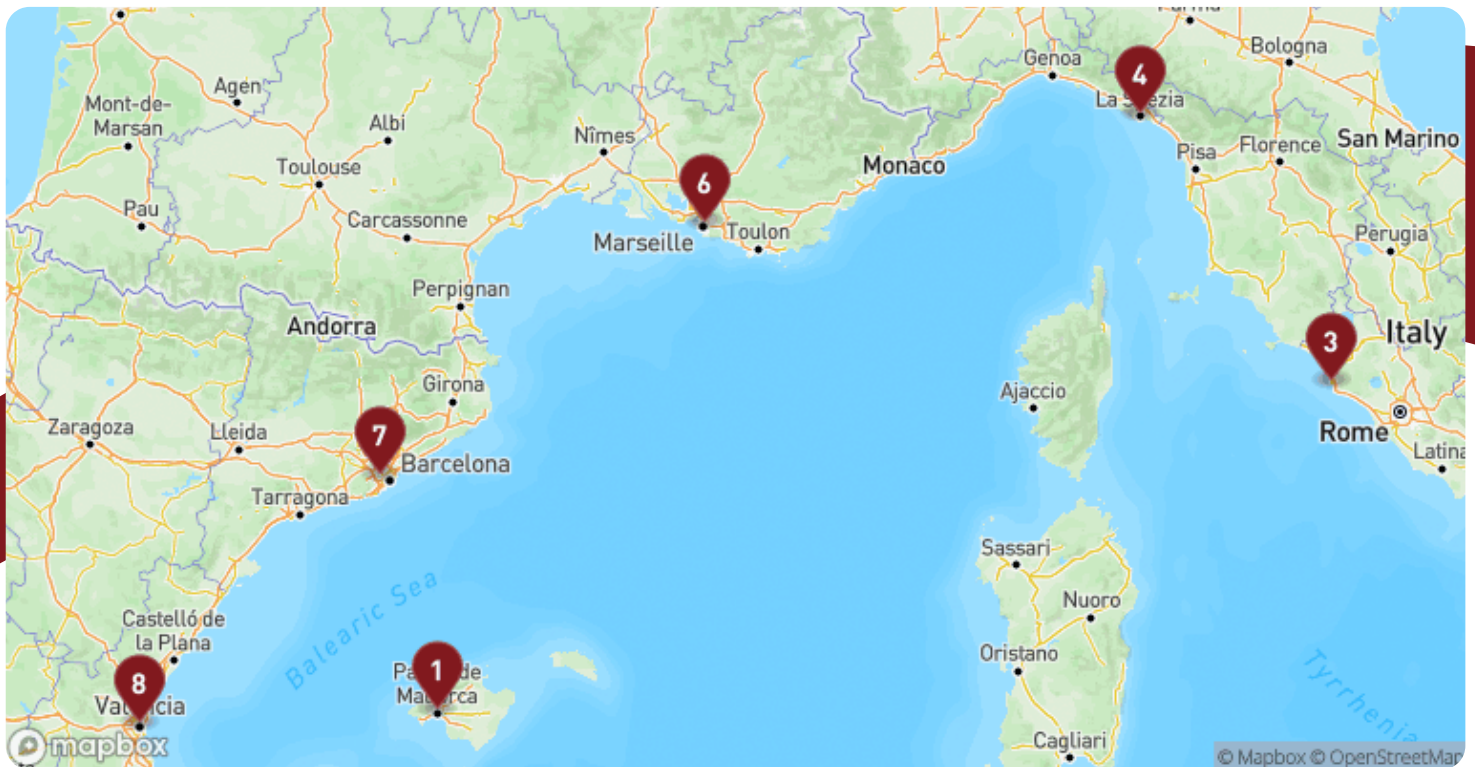 Parma
Bologna
Genoa
4
La Spezia
Agen
Mont-de-
Marsan
Albi
Nîmes
Pisa
Florence
San Marino
Toulouse
Monaco
6
Pau
Carcassonne
Marseille
Toulon
Perugia
Perpignan
Andorra
3
Italy
Girona
Ajaccio
Zaragoza
Lleida
7
Barcelona
Rome
Latina
Tarragona
Sassari
Balearic Sea
Nuoro
Castelló de
la Plana
Oristano
1
Palma de
Mallorca
8
Valencia
Tyrrhenia
Cagliari
mapbox
© Mapbox © OpenStreetMap